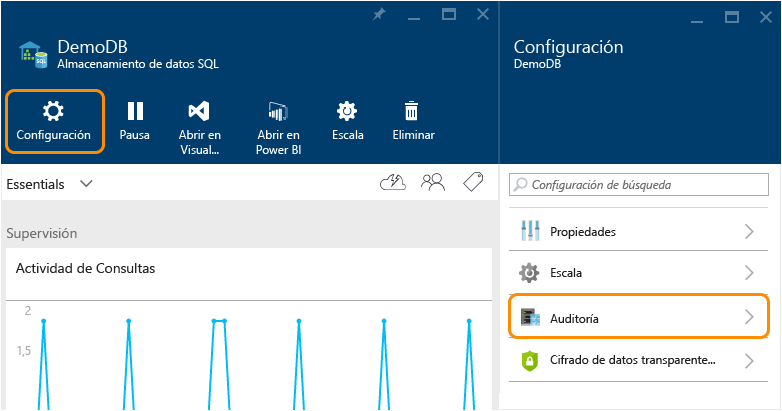 DemoDB
Almacenamiento de datos SQL
Configuración
Pausa
Abrir en
Visual...
Abrir en
Power BI
Escala
Eliminar
Essentials
Supervisión
Actividad de Consultas
2
1,5
Configuración
DemoDB
Configuración de búsqueda
Propiedades
Escala
Auditoría
Cifrado de datos transparente...